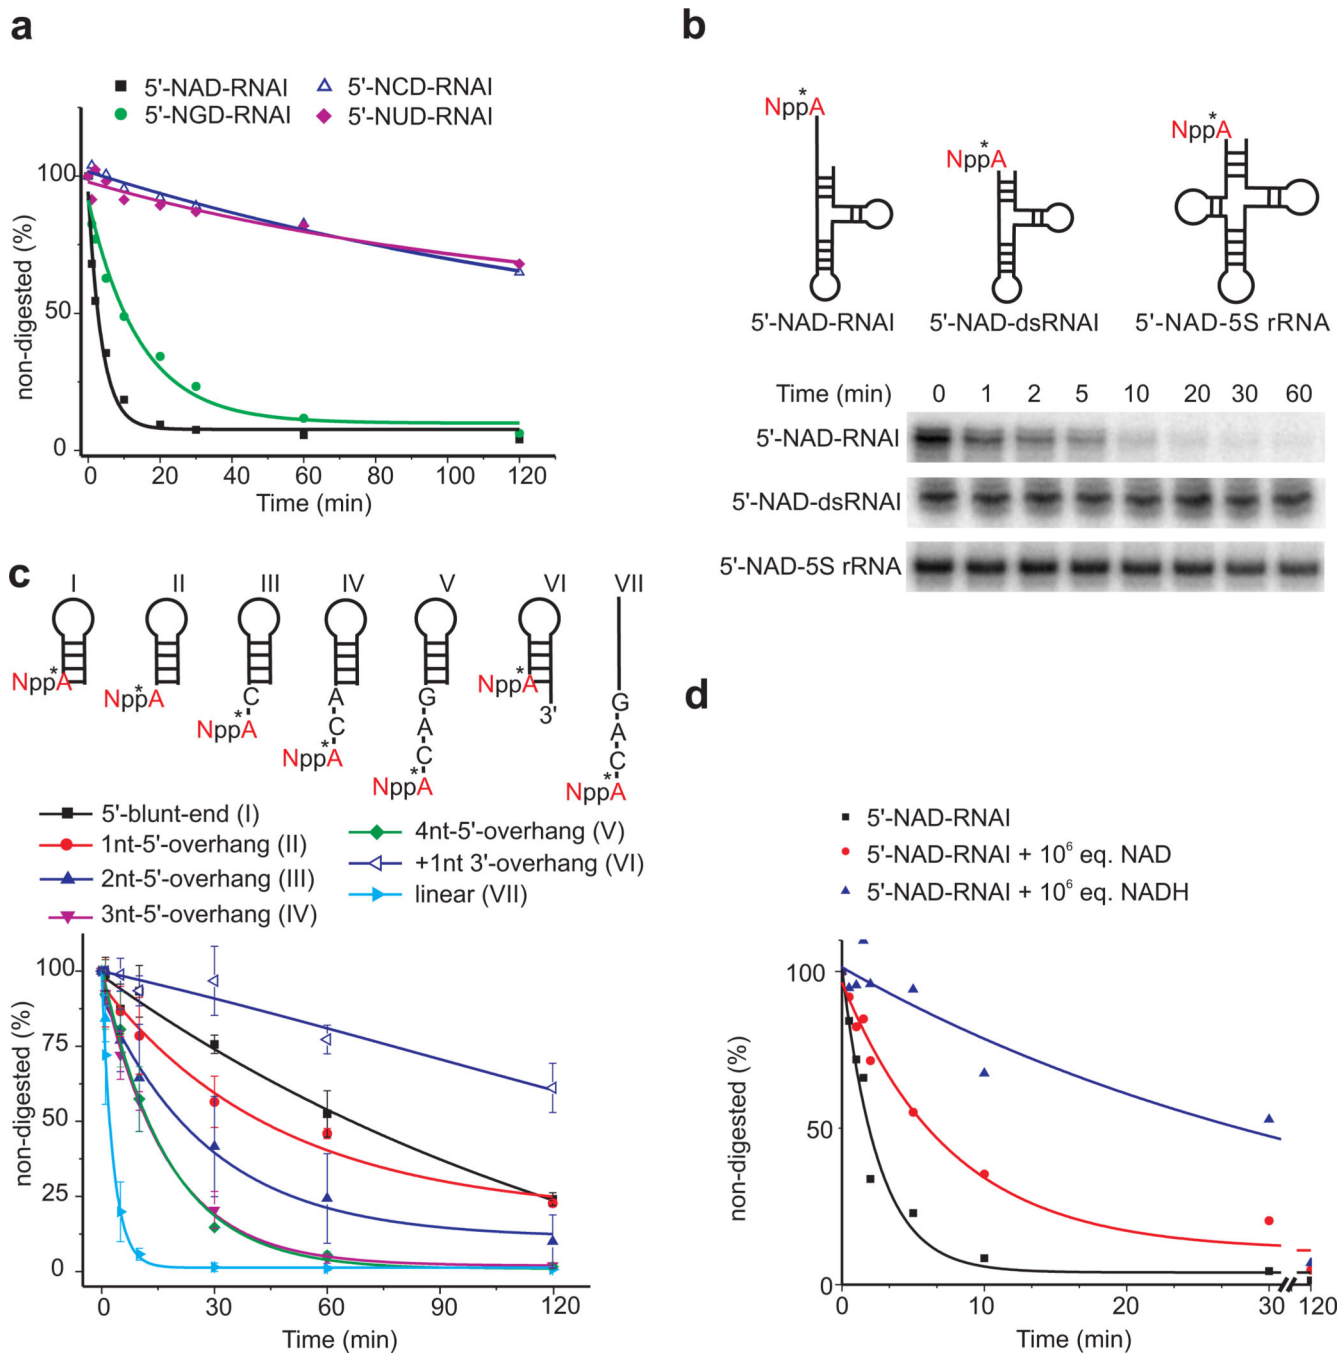 a
5'-NAD-RNAI 5'-NCD-RNAI
5'-NGD-RNAI 5'-NUD-RNAI
100
50
0
non-digested (%)
0 20 40 60 80 100 120
Time (min)
b
NppA*
NppA*
NppA*
5'-NAD-RNAI 5'-NAD-dsRNAI 5'-NAD-5S rRNA
Time (min) 0 1 2 5 10 20 30 60
5'-NAD-RNAI
5'-NAD-dsRNAI
5'-NAD-5S rRNA
c
I II III IV V VI VII
NppA*
NppA*
C
NppA*
A
C
NppA*
G
A
C
NppA*
NppA*
3'
G
A
C
NppA*
5'-blunt-end (I)
1nt-5'-overhang (II)
2nt-5'-overhang (III)
3nt-5'-overhang (IV)
4nt-5'-overhang (V)
+1nt 3'-overhang (VI)
linear (VII)
100
75
50
25
0
non-digested (%)
0 30 60 90 120
Time (min)
d
5'-NAD-RNAI
5'-NAD-RNAI + 10⁶ eq. NAD
5'-NAD-RNAI + 10⁶ eq. NADH
100
50
0
non-digested (%)
0 10 20 30 120
Time (min)